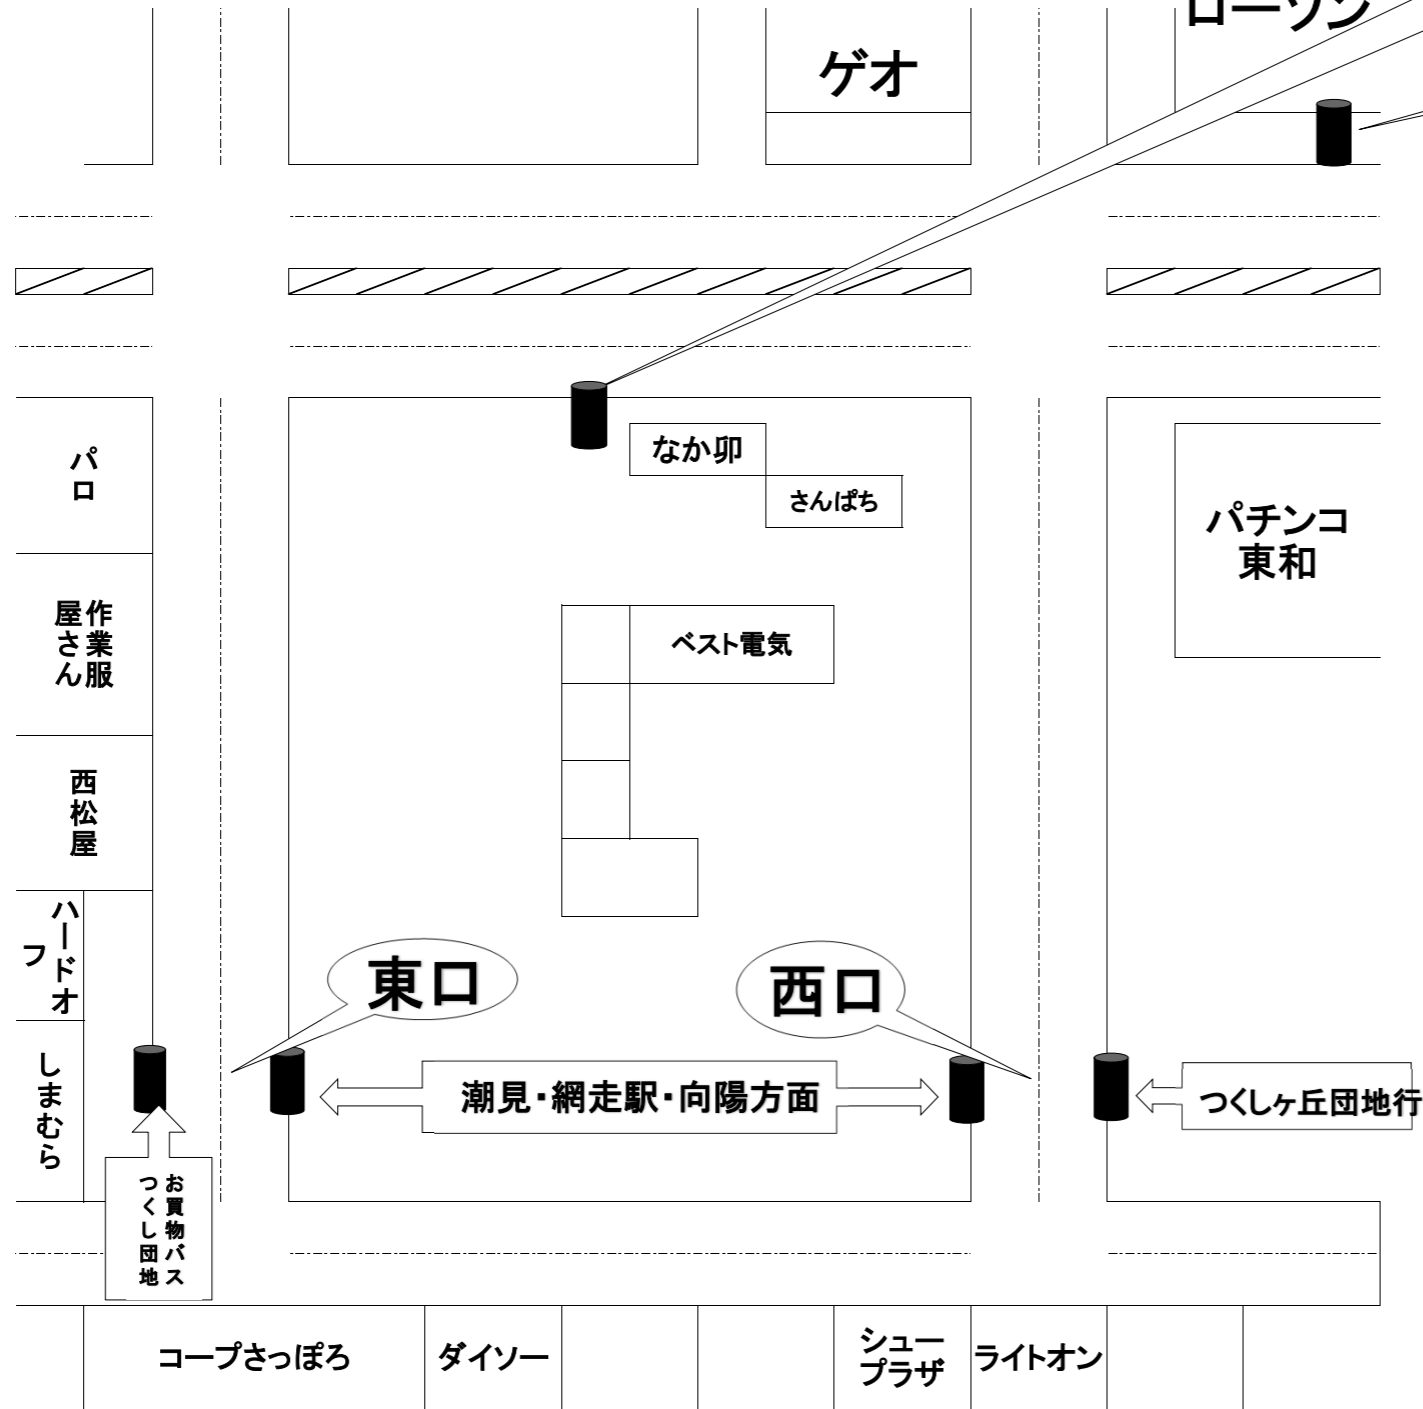 ローソン
ゲオ
なか卯
さんぱち
パロ
パチンコ
東和
作業服
屋さん
ベスト電気
西松屋
ハードオ
フ
東口
西口
しまむら
潮見・網走駅・向陽方面
つくしヶ丘団地行
お買物バス
つくし団地
コープさっぽろ
ダイソー
シュー
プラザ
ライトオン